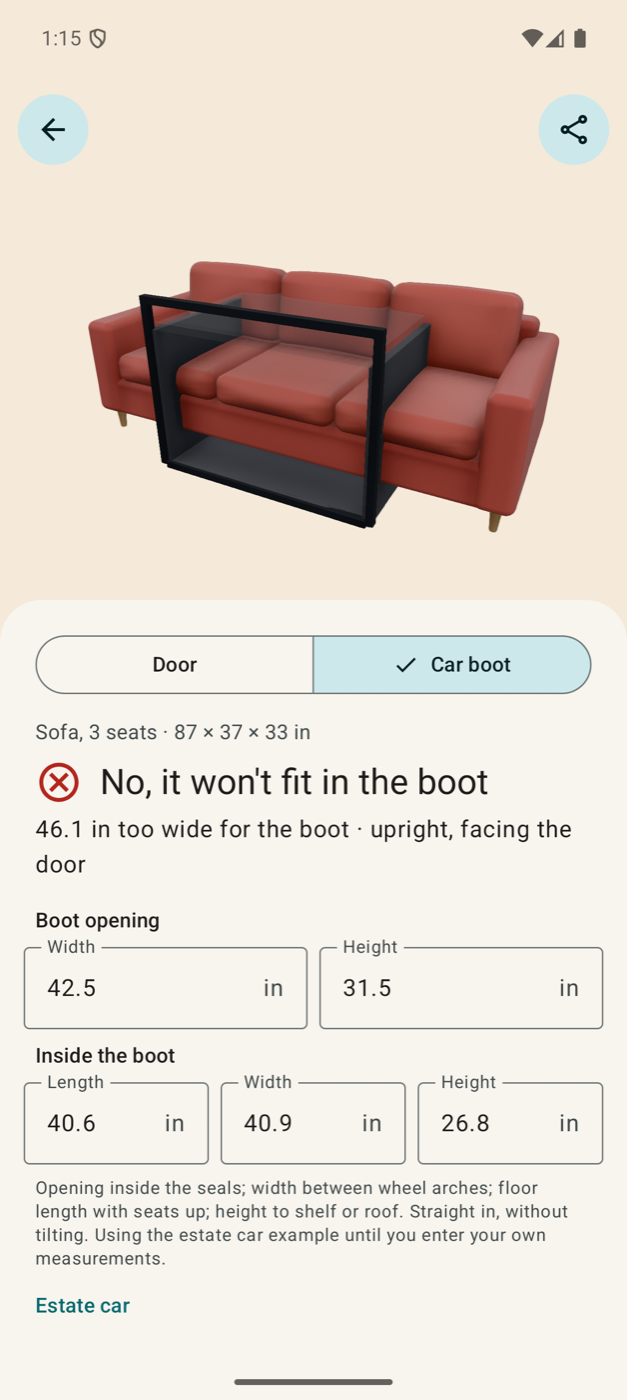 1:15
Door
Car boot
Sofa, 3 seats · 87 × 37 × 33 in
No, it won't fit in the boot
46.1 in too wide for the boot · upright, facing the
door
Boot opening
Width
Height
42.5 in
31.5 in
Inside the boot
Length
Width
Height
40.6 in
40.9 in
26.8 in
Opening inside the seals; width between wheel arches; floor
length with seats up; height to shelf or roof. Straight in, without
tilting. Using the estate car example until you enter your own
measurements.
Estate car